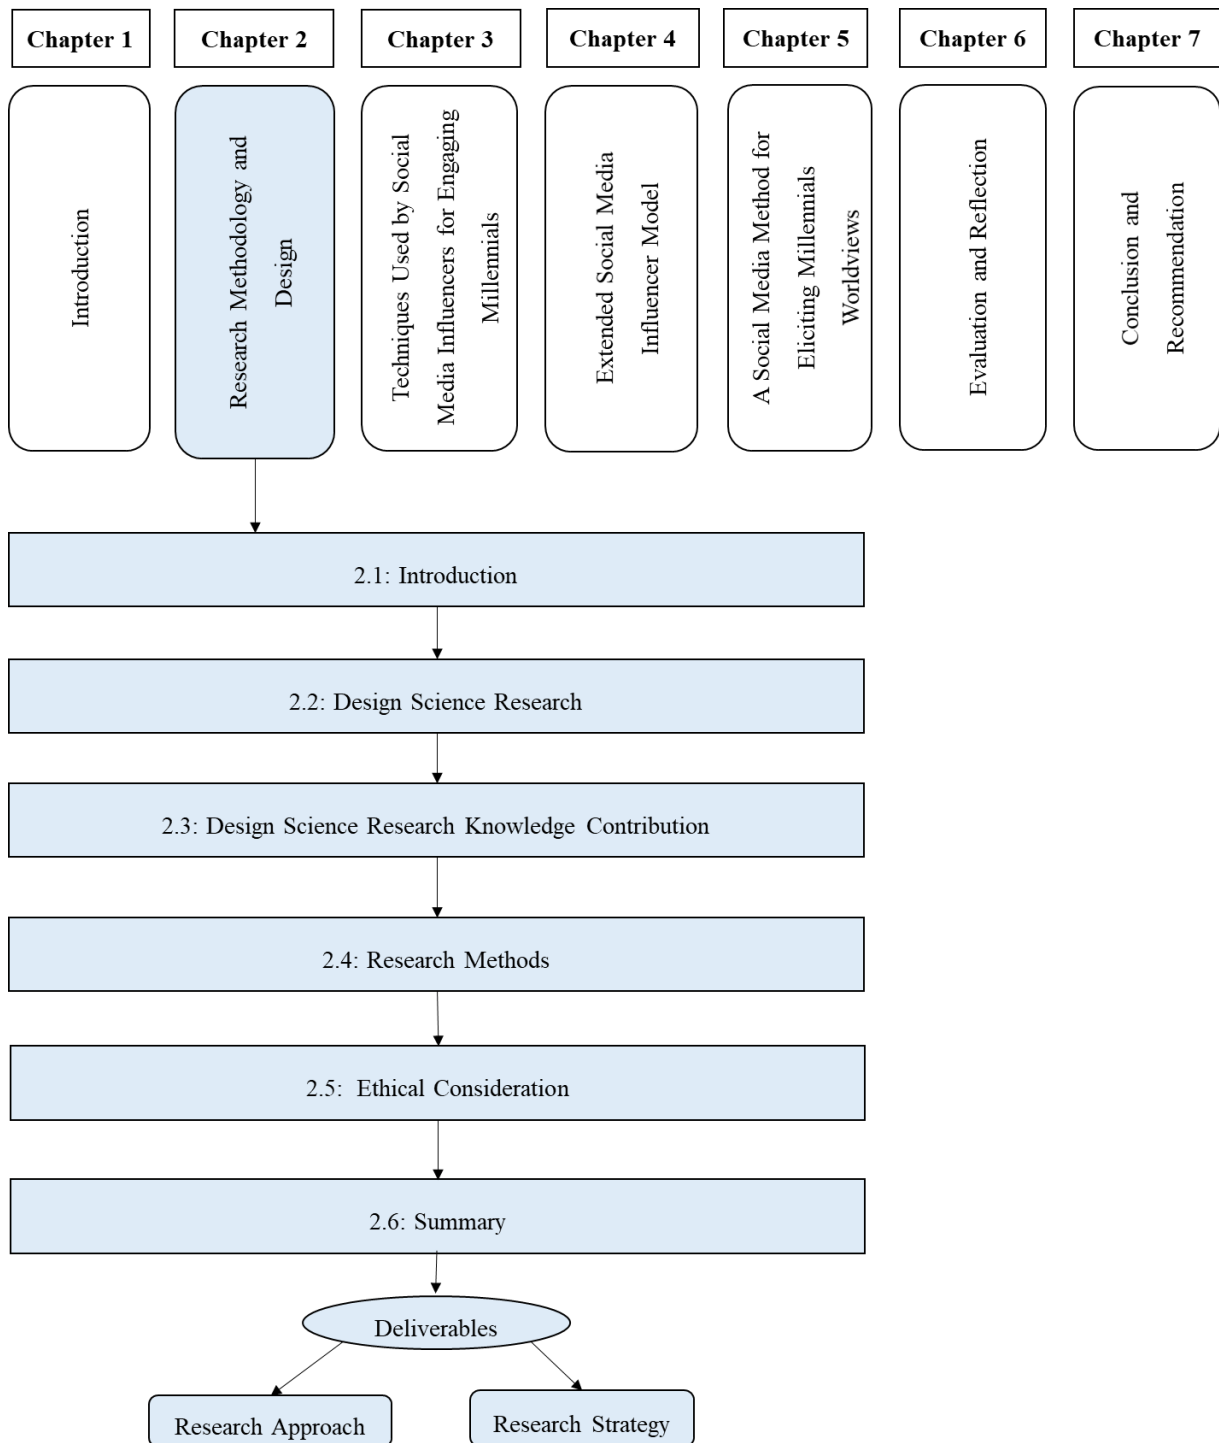 Chapter 1
Chapter 2
Chapter 3
Chapter 4
Chapter 5
Chapter 6
Chapter 7
Introduction
Research Methodology and
Design
Techniques Used by Social
Media Influencers for Engaging
Millennials
Extended Social Media
Influencer Model
A Social Media Method for
Eliciting Millennials
Worldviews
Evaluation and Reflection
Conclusion and
Recommendation
2.1: Introduction
2.2: Design Science Research
2.3: Design Science Research Knowledge Contribution
2.4: Research Methods
2.5: Ethical Consideration
2.6: Summary
Deliverables
Research Approach
Research Strategy